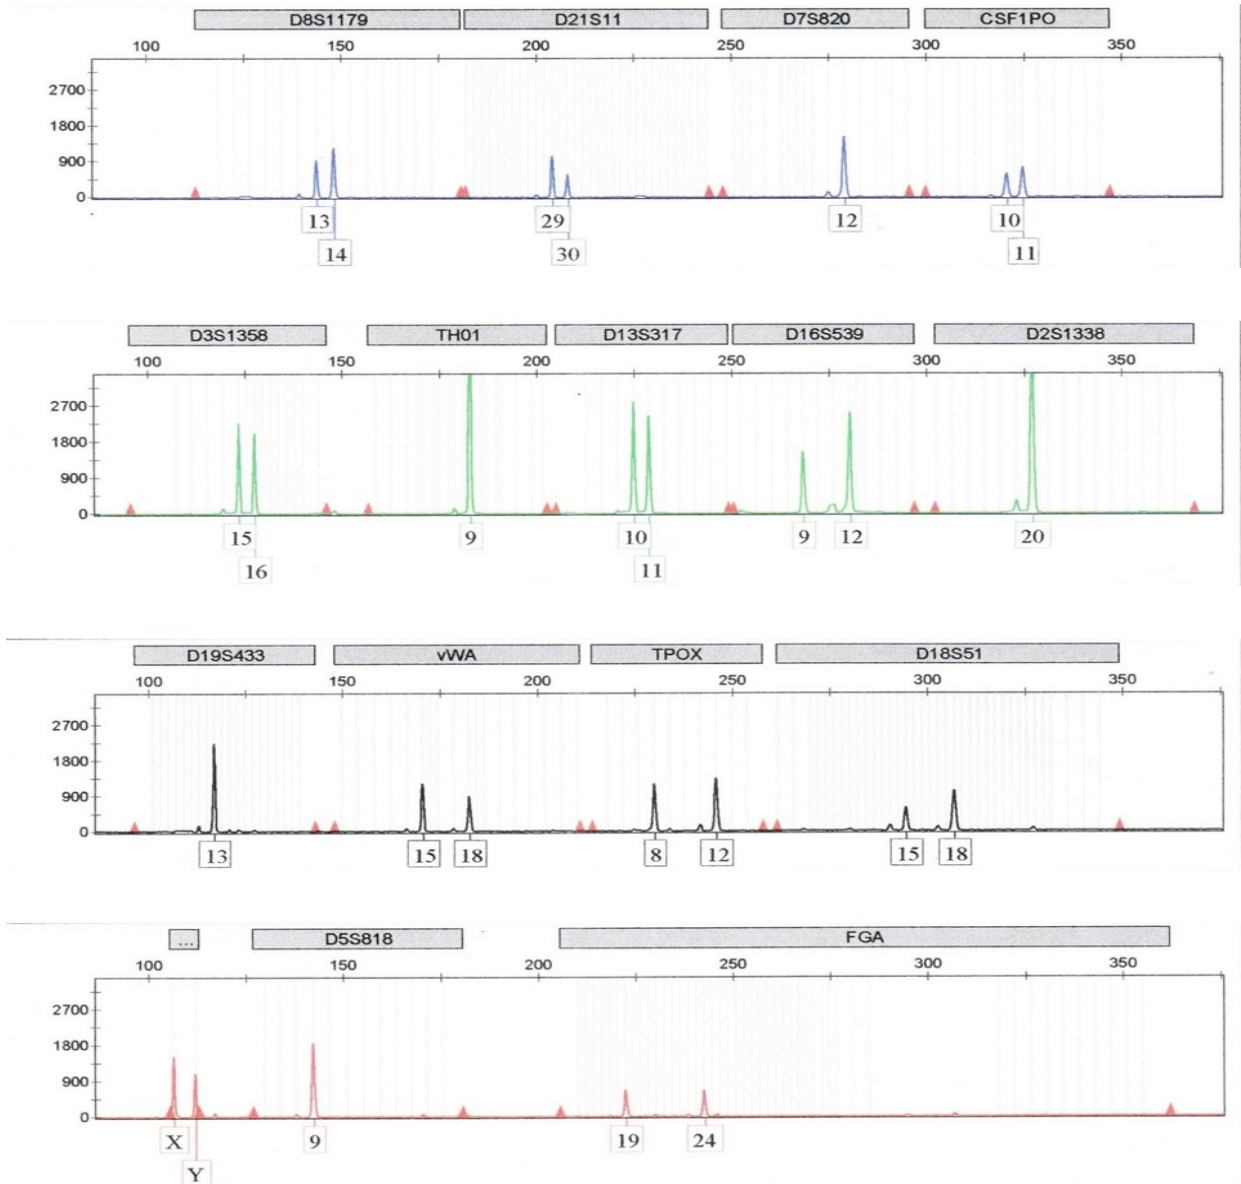 D8S1179 D21S11 D7S820 CSF1PO
100 150 200 250 300 350
2700
1800
900
0
13 29 12 10
14 30 11
D3S1358 TH01 D13S317 D16S539 D2S1338
100 150 200 250 300 350
2700
1800
900
0
15 9 10 9 12 20
16 11
D19S433 vWA TPOX D18S51
100 150 200 250 300 350
2700
1800
900
0
13 15 18 8 12 15 18
... D5S818 FGA
100 150 200 250 300 350
2700
1800
900
0
X 9 19 24
Y